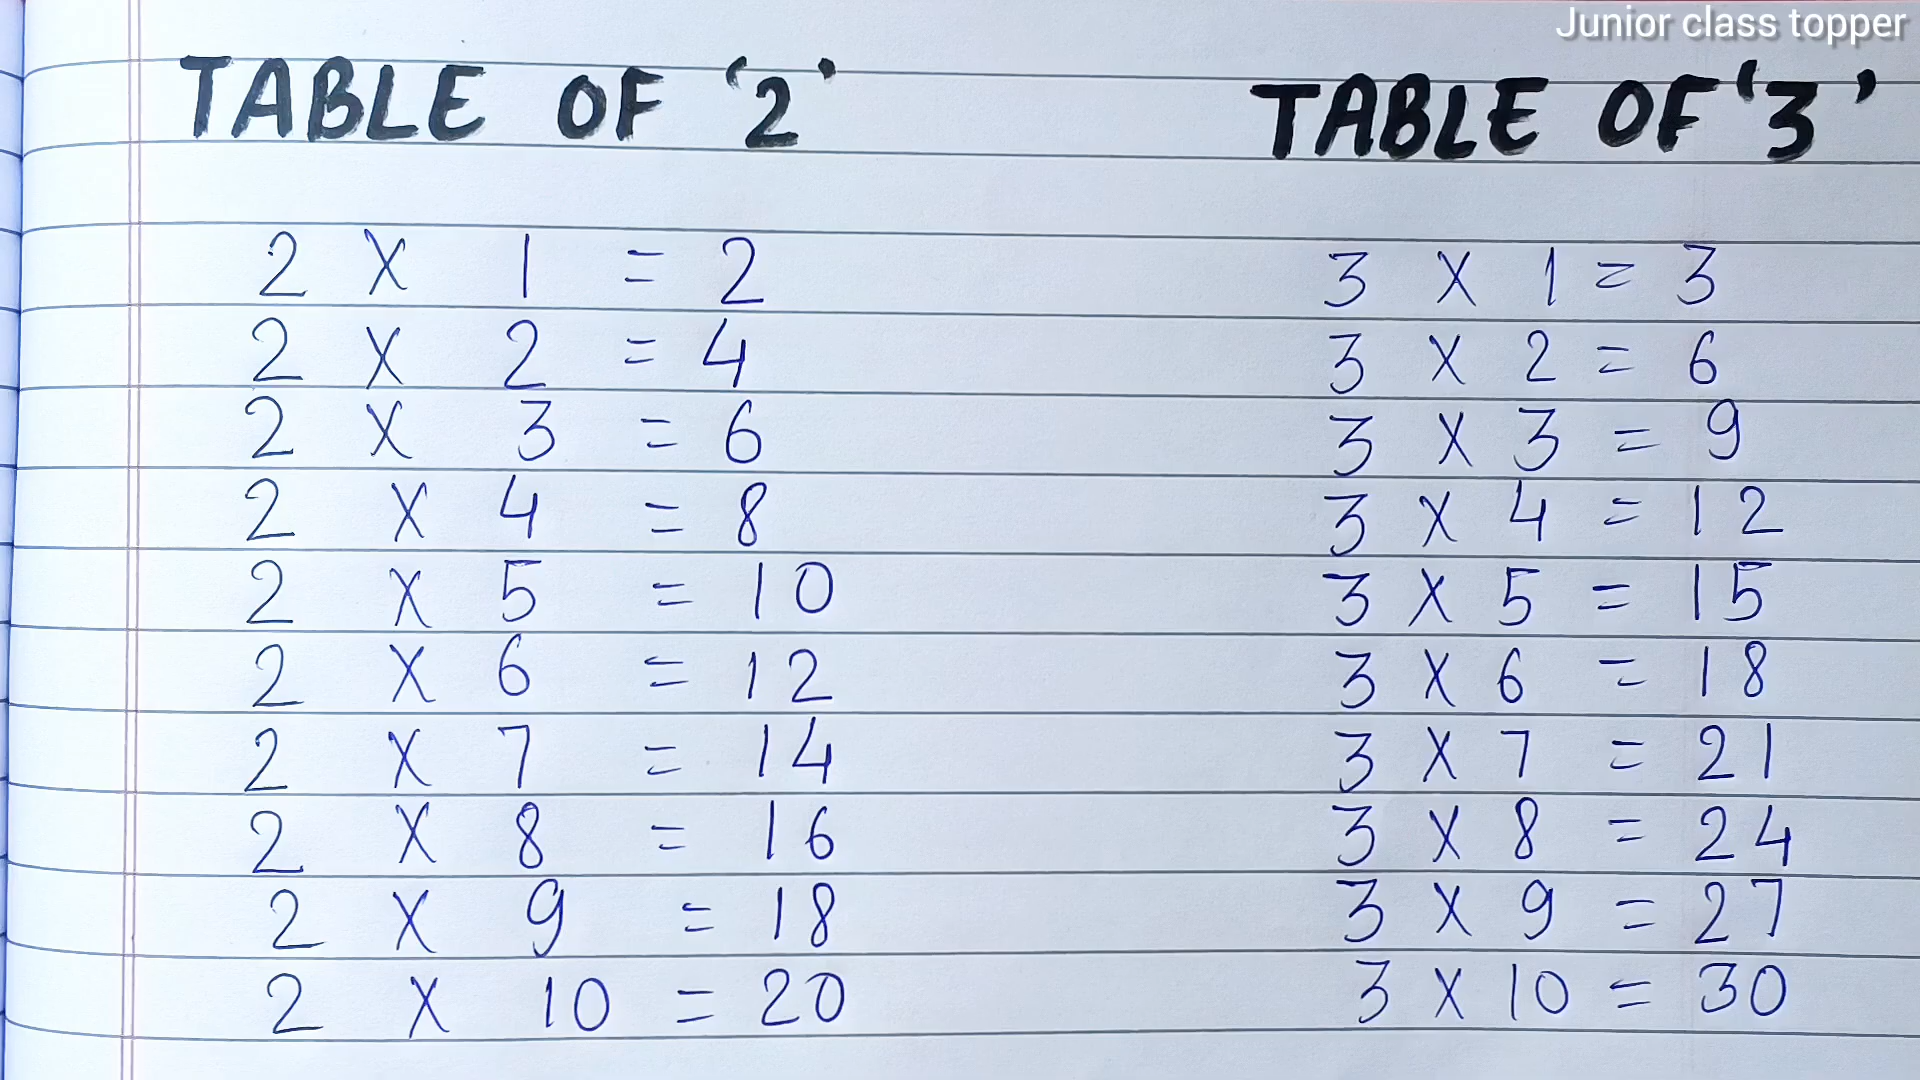 Junior class topper
TABLE OF '2'
2 X 1 = 2
2 X 2 = 4
2 X 3 = 6
2 X 4 = 8
2 X 5 = 10
2 X 6 = 12
2 X 7 = 14
2 X 8 = 16
2 X 9 = 18
2 X 10 = 20
TABLE OF '3'
3 X 1 = 3
3 X 2 = 6
3 X 3 = 9
3 X 4 = 12
3 X 5 = 15
3 X 6 = 18
3 X 7 = 21
3 X 8 = 24
3 X 9 = 27
3 X 10 = 30